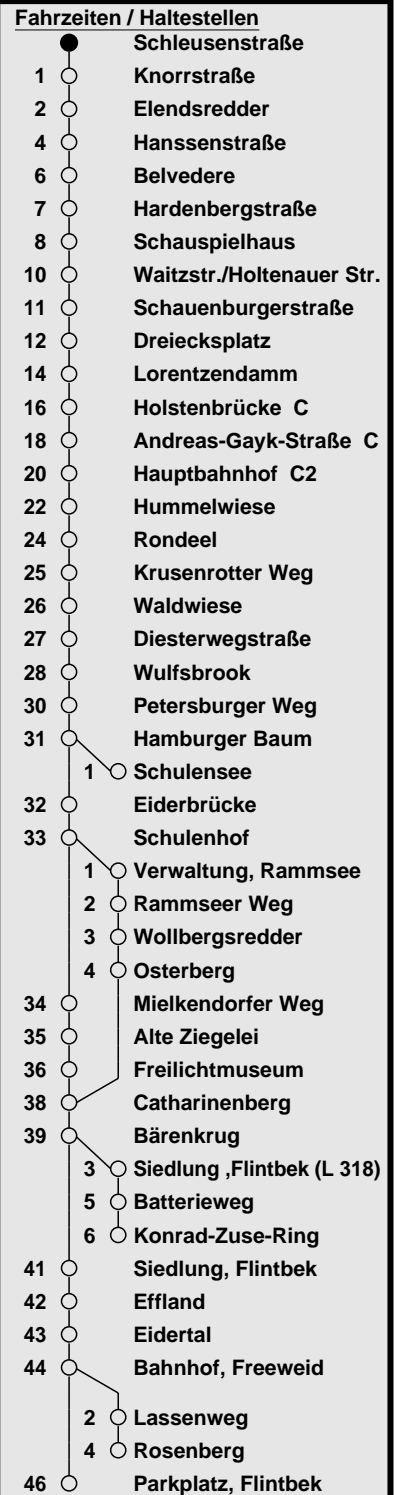 Fahrzeiten / Haltestellen
Schleusenstraße
1 Knorrstraße
2 Elendsredder
4 Hanssenstraße
6 Belvedere
7 Hardenbergstraße
8 Schauspielhaus
10 Waitzstr./Holtenauer Str.
11 Schauenburgerstraße
12 Dreiecksplatz
14 Lorentzendamm
16 Holstenbrücke C
18 Andreas-Gayk-Straße C
20 Hauptbahnhof C2
22 Hummelwiese
24 Rondeel
25 Krusenrotter Weg
26 Waldwiese
27 Diesterwegstraße
28 Wulfsbrook
30 Petersburger Weg
31 Hamburger Baum
1 Schulensee
32 Eiderbrücke
33 Schulenhof
1 Verwaltung, Rammsee
2 Rammseer Weg
3 Wollbergsredder
4 Osterberg
34 Mielkendorfer Weg
35 Alte Ziegelei
36 Freilichtmuseum
38 Catharinenberg
39 Bärenkrug
3 Siedlung ,Flintbek (L 318)
5 Batterieweg
6 Konrad-Zuse-Ring
41 Siedlung, Flintbek
42 Effland
43 Eidertal
44 Bahnhof, Freeweid
2 Lassenweg
4 Rosenberg
46 Parkplatz, Flintbek